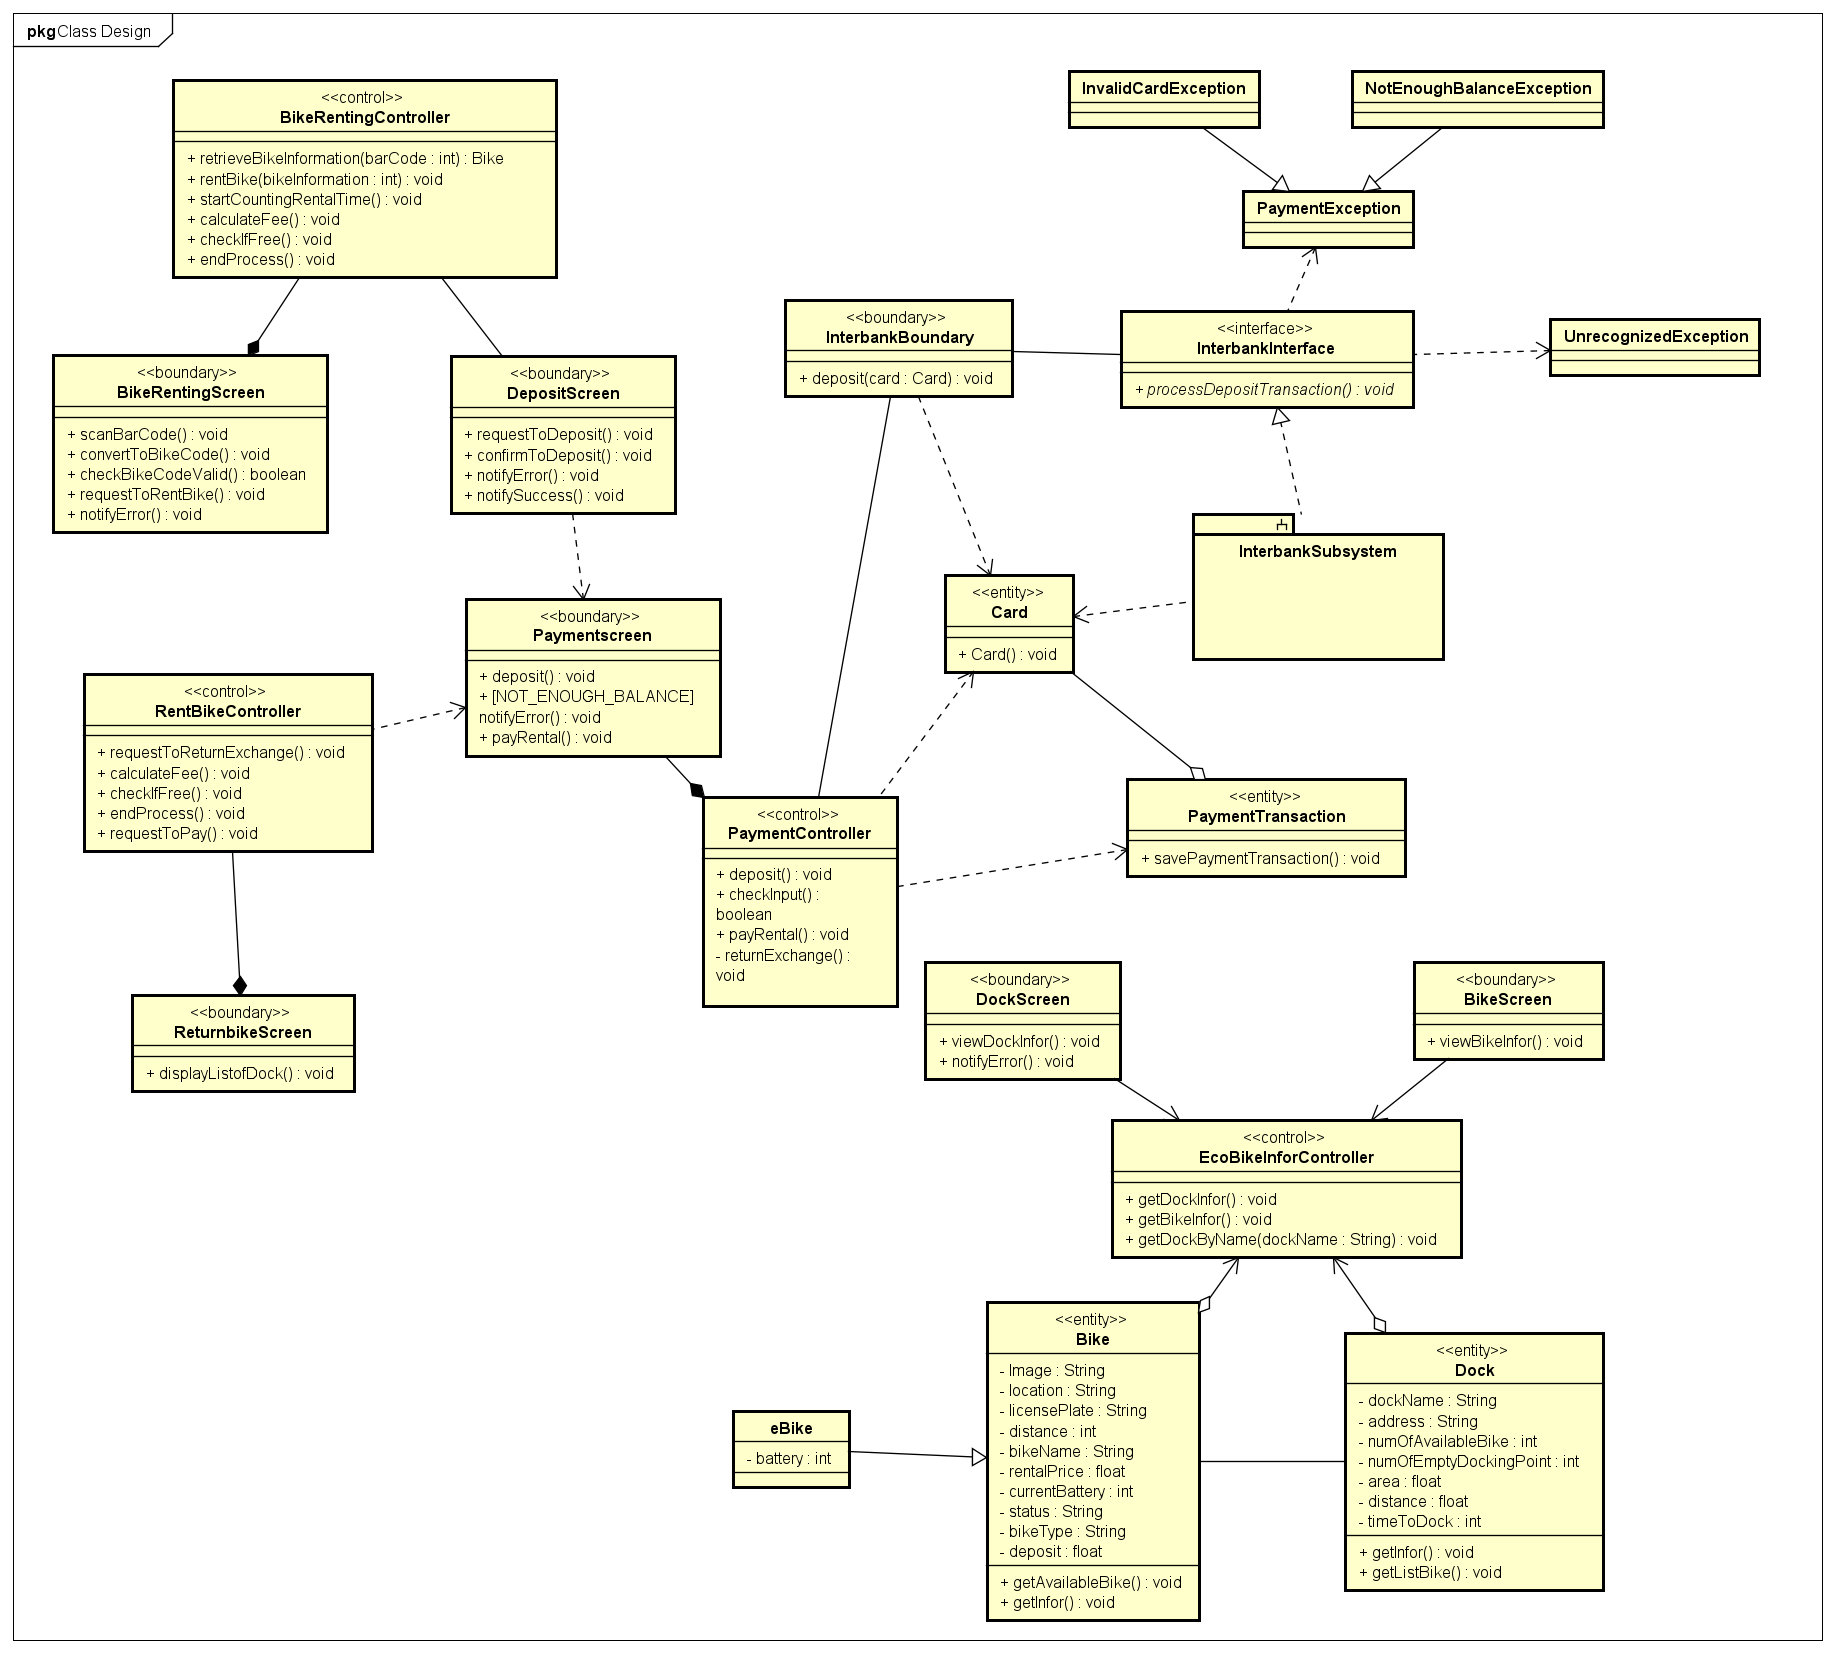 pkg Class Design
<<control>>
BikeRentingController
+ retrieveBikeInformation(barCode : int) : Bike
+ rentBike(bikeInformation : int) : void
+ startCountingRentalTime() : void
+ calculateFee() : void
+ checkIfFree() : void
+ endProcess() : void
InvalidCardException
NotEnoughBalanceException
PaymentException
<<boundary>>
InterbankBoundary
+ deposit(card : Card) : void
<<interface>>
InterbankInterface
+ processDepositTransaction() : void
UnrecognizedException
<<boundary>>
BikeRentingScreen
+ scanBarCode() : void
+ convertToBikeCode() : void
+ checkBikeCodeValid() : boolean
+ requestToRentBike() : void
+ notifyError() : void
<<boundary>>
DepositScreen
+ requestToDeposit() : void
+ confirmToDeposit() : void
+ notifyError() : void
+ notifySuccess() : void
InterbankSubsystem
<<entity>>
Card
+ Card() : void
<<boundary>>
Paymentscreen
+ deposit() : void
+ [NOT_ENOUGH_BALANCE]
notifyError() : void
+ payRental() : void
<<control>>
RentBikeController
+ requestToReturnExchange() : void
+ calculateFee() : void
+ checkIfFree() : void
+ endProcess() : void
+ requestToPay() : void
<<control>>
PaymentController
+ deposit() : void
+ checkInput() :
boolean
+ payRental() : void
- returnExchange() :
void
<<entity>>
PaymentTransaction
+ savePaymentTransaction() : void
<<boundary>>
ReturnbikeScreen
+ displayListofDock() : void
<<boundary>>
DockScreen
+ viewDockInfor() : void
+ notifyError() : void
<<boundary>>
BikeScreen
+ viewBikeInfor() : void
<<control>>
EcoBikeInforController
+ getDockInfor() : void
+ getBikeInfor() : void
+ getDockByName(dockName : String) : void
eBike
- battery : int
<<entity>>
Bike
- Image : String
- location : String
- licensePlate : String
- distance : int
- bikeName : String
- rentalPrice : float
- currentBattery : int
- status : String
- bikeType : String
- deposit : float
+ getAvailableBike() : void
+ getInfor() : void
<<entity>>
Dock
- dockName : String
- address : String
- numOfAvailableBike : int
- numOfEmptyDockingPoint : int
- area : float
- distance : float
- timeToDock : int
+ getInfor() : void
+ getListBike() : void